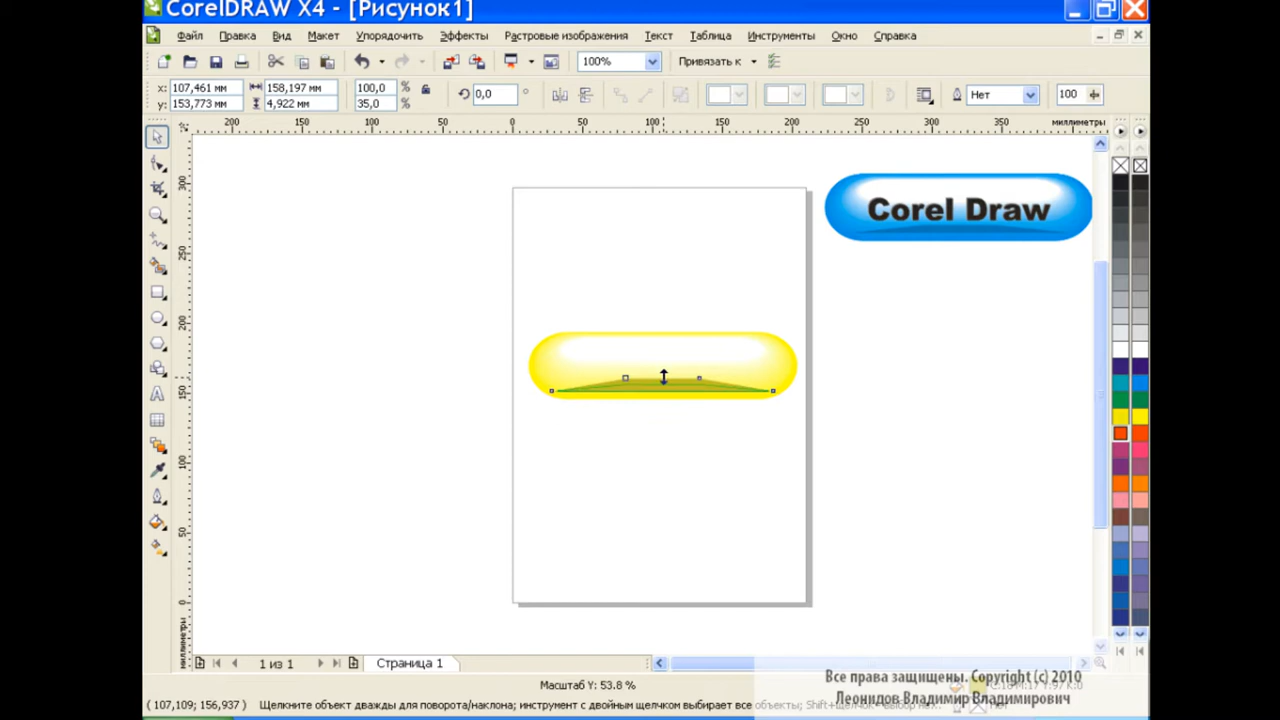 CorelDRAW X4 - [Рисунок1]
Файл Правка Вид Макет Упорядочить Эффекты Растровые изображения Текст Таблица Инструменты Окно Справка
100% Привязать к
x: 107,461 мм 158,197 мм 100,0 % 0,0 ° Нет 100
y: 153,773 мм 4,922 мм 35,0 %
200 150 100 50 0 50 100 150 200 250 300 350 миллиметры
300
250
200
150
100
50
0
миллиметры
Corel Draw
1 из 1 Страница 1
Масштаб Y: 53.8 %
( 107,109; 156,937 ) Щелкните объект дважды для поворота/наклона; инструмент с двойным щелчком выбирает все объекты; Shift+щелчок -
Все права защищены. Copyright (c) 2010
Леонидов Владимир Владимирович